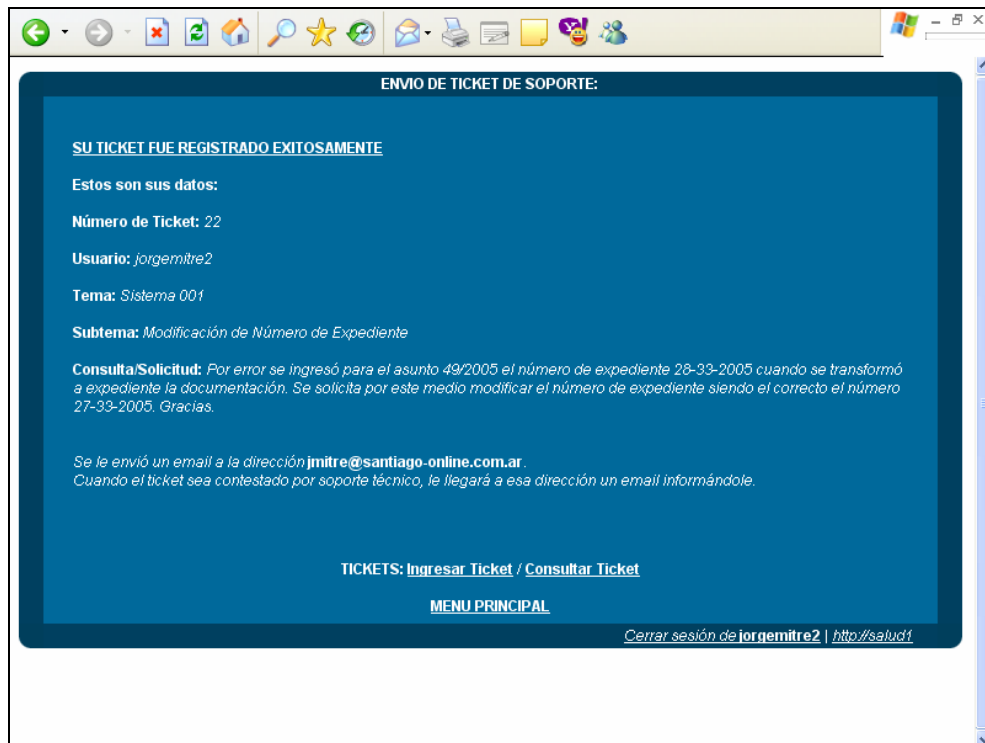 ENVIO DE TICKET DE SOPORTE:
SU TICKET FUE REGISTRADO EXITOSAMENTE
Estos son sus datos:
Número de Ticket: 22
Usuario: jorgemitre2
Tema: Sistema 001
Subtema: Modificación de Número de Expediente
Consulta/Solicitud: Por error se ingresó para el asunto 49/2005 el número de expediente 28-33-2005 cuando se transformó
a expediente la documentación. Se solicita por este medio modificar el número de expediente siendo el correcto el número
27-33-2005. Gracias.
Se le envió un email a la dirección jmitre@santiago-online.com.ar.
Cuando el ticket sea contestado por soporte técnico, le llegará a esa dirección un email informándole.
TICKETS: Ingresar Ticket / Consultar Ticket
MENU PRINCIPAL
Cerrar sesión de jorgemitre2 | http://salud1